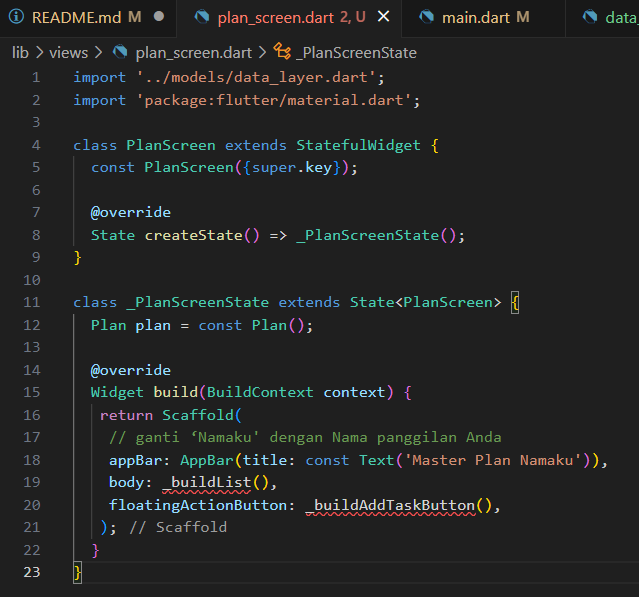 README.md M plan_screen.dart 2, U main.dart M data_
lib > views > plan_screen.dart > _PlanScreenState
1 import '../models/data_layer.dart';
2 import 'package:flutter/material.dart';
3
4 class PlanScreen extends StatefulWidget {
5 const PlanScreen({super.key});
6
7 @override
8 State createState() => _PlanScreenState();
9 }
10
11 class _PlanScreenState extends State<PlanScreen> {
12 Plan plan = const Plan();
13
14 @override
15 Widget build(BuildContext context) {
16 return Scaffold(
17 // ganti ‘Namaku' dengan Nama panggilan Anda
18 appBar: AppBar(title: const Text('Master Plan Namaku')),
19 body: _buildList(),
20 floatingActionButton: _buildAddTaskButton(),
21 ); // Scaffold
22 }
23 }